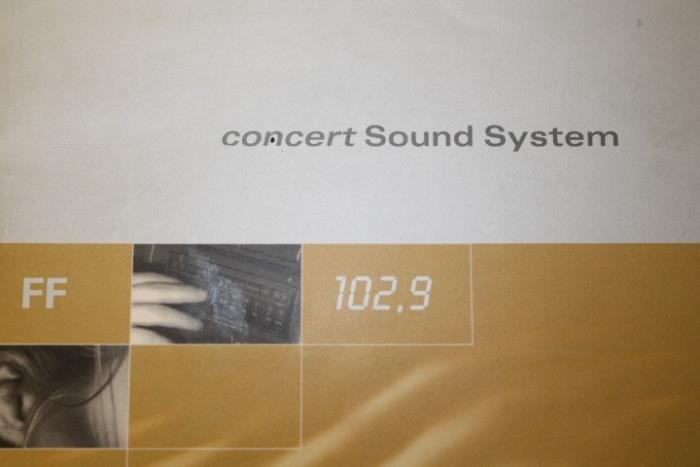 concert Sound System
FF
102.9